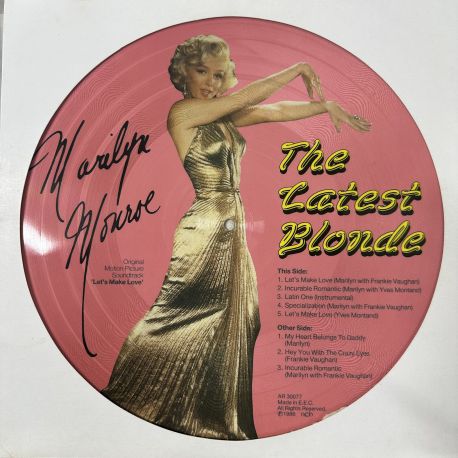 Marilyn
Monroe
The
Latest
Blonde
Original
Motion Picture
Soundtrack
'Let's Make Love'
This Side:
1. Let's Make Love (Marilyn with Frankie Vaughan)
2. Incurable Romantic (Marilyn with Yves Montand)
3. Latin One (Instrumental)
4. Specialization (Marilyn with Frankie Vaughan)
5. Let's Make Love (Yves Montand)
Other Side:
1. My Heart Belongs To Daddy
(Marilyn)
2. Hey You With The Crazy Eyes
(Frankie Vaughan)
3. Incurable Romantic
(Marilyn with Frankie Vaughan)
AR 30077
Made in E.E.C.
All Rights Reserved.